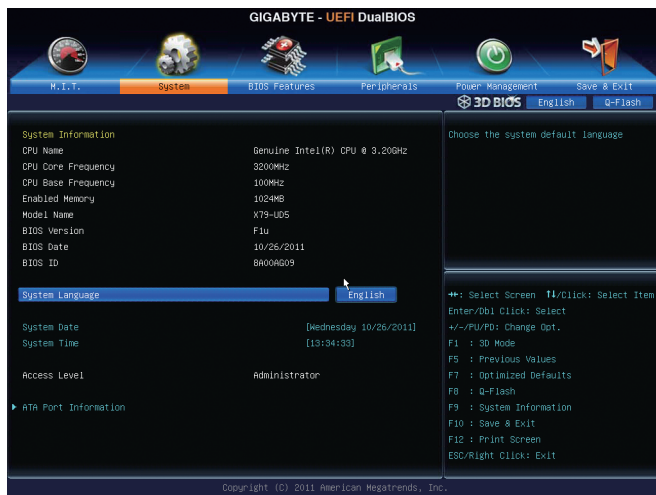 GIGABYTE - UEFI DualBIOS
M.I.T. System BIOS Features Peripherals Power Management Save & Exit
3D BIOS English Q-Flash
System Information
CPU Name Genuine Intel(R) CPU @ 3.20GHz
CPU Core Frequency 3200MHz
CPU Base Frequency 100MHz
Enabled Memory 1024MB
Model Name X79-UD5
BIOS Version F1u
BIOS Date 10/26/2011
BIOS ID 8A00AG09
System Language English
System Date [Wednesday 10/26/2011]
System Time [13:34:33]
Access Level Administrator
ATA Port Information
Choose the system default language
→←: Select Screen ↑↓/Click: Select Item
Enter/Dbl Click: Select
+/-/PU/PD: Change Opt.
F1 : 3D Mode
F5 : Previous Values
F7 : Optimized Defaults
F8 : Q-Flash
F9 : System Information
F10 : Save & Exit
F12 : Print Screen
ESC/Right Click: Exit
Copyright (C) 2011 American Megatrends, Inc.